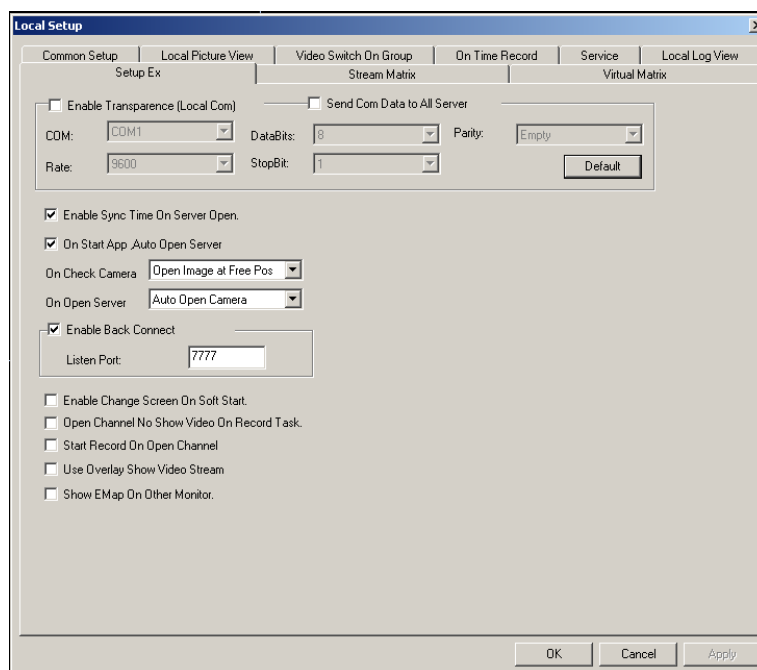 Local Setup
Common Setup Local Picture View Video Switch On Group On Time Record Service Local Log View
Setup Ex Stream Matrix Virtual Matrix
Enable Transparence (Local Com) Send Com Data to All Server
COM: COM1 DataBits: 8 Parity: Empty
Rate: 9600 StopBit: 1 Default
Enable Sync Time On Server Open.
On Start App ,Auto Open Server
On Check Camera Open Image at Free Pos
On Open Server Auto Open Camera
Enable Back Connect
Listen Port: 7777
Enable Change Screen On Soft Start.
Open Channel No Show Video On Record Task.
Start Record On Open Channel
Use Overlay Show Video Stream
Show EMap On Other Monitor.
OK Cancel Apply